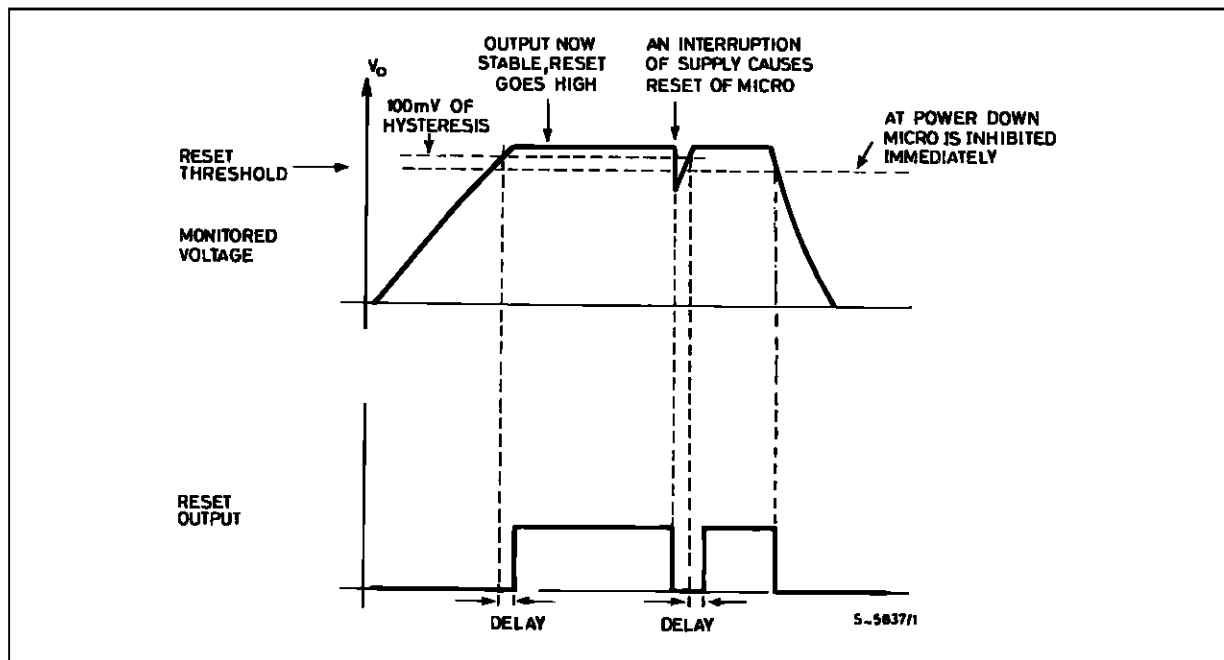 OUTPUT NOW
STABLE, RESET
GOES HIGH
AN INTERRUPTION
OF SUPPLY CAUSES
RESET OF MICRO
Vo
100mV OF
HYSTERESIS
AT POWER DOWN
MICRO IS INHIBITED
IMMEDIATELY
RESET
THRESHOLD
MONITORED
VOLTAGE
RESET
OUTPUT
DELAY
DELAY
S-5837/1